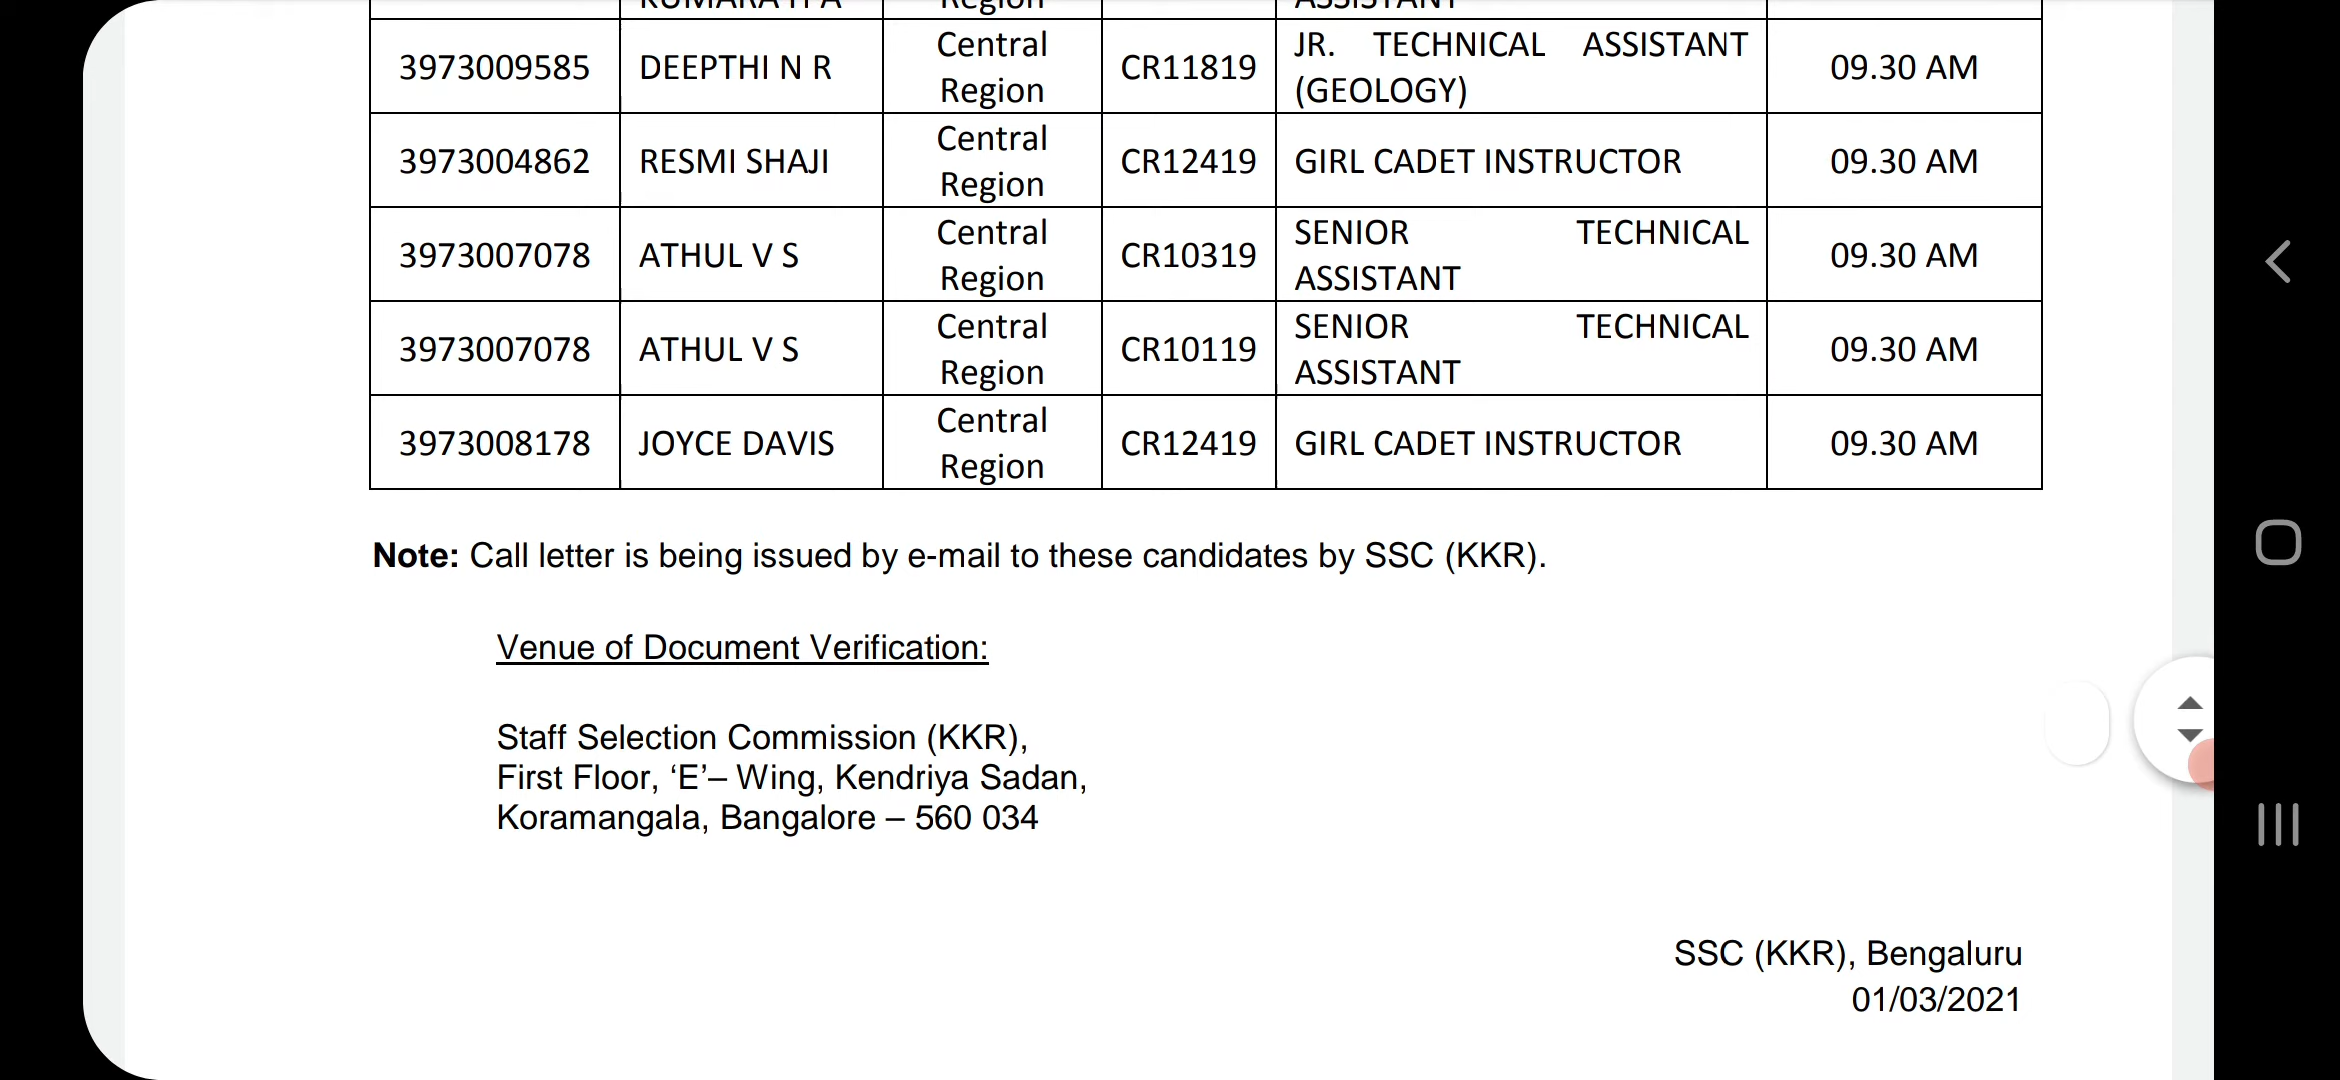 3973009585 DEEPTHI N R Central Region CR11819 JR. TECHNICAL ASSISTANT (GEOLOGY) 09.30 AM
3973004862 RESMI SHAJI Central Region CR12419 GIRL CADET INSTRUCTOR 09.30 AM
3973007078 ATHUL V S Central Region CR10319 SENIOR TECHNICAL ASSISTANT 09.30 AM
3973007078 ATHUL V S Central Region CR10119 SENIOR TECHNICAL ASSISTANT 09.30 AM
3973008178 JOYCE DAVIS Central Region CR12419 GIRL CADET INSTRUCTOR 09.30 AM
Note: Call letter is being issued by e-mail to these candidates by SSC (KKR).
Venue of Document Verification:
Staff Selection Commission (KKR),
First Floor, ‘E’– Wing, Kendriya Sadan,
Koramangala, Bangalore – 560 034
SSC (KKR), Bengaluru
01/03/2021